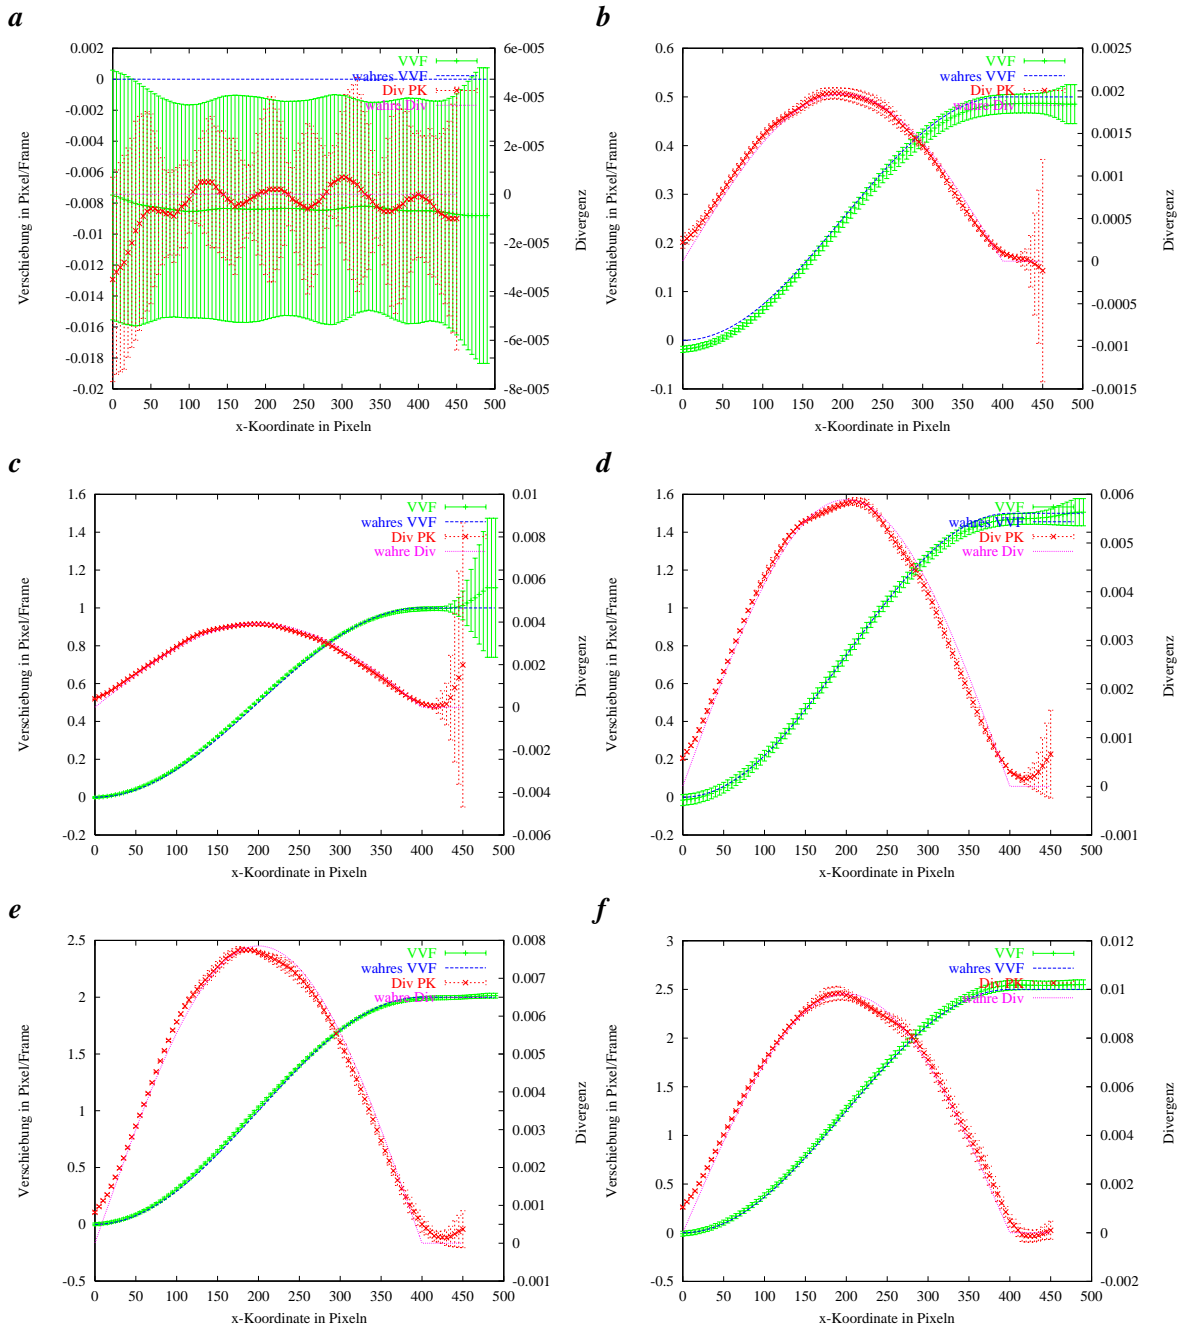 a
0.002
0
-0.002
-0.004
-0.006
-0.008
-0.01
-0.012
-0.014
-0.016
-0.018
-0.02
0 50 100 150 200 250 300 350 400 450 500
6e-005
4e-005
2e-005
0
-2e-005
-4e-005
-6e-005
-8e-005
Verschiebung in Pixel/Frame
Divergenz
x-Koordinate in Pixeln
VVF
wahres VVF
Div PK
wahre Div
b
0.6
0.5
0.4
0.3
0.2
0.1
0
-0.1
0 50 100 150 200 250 300 350 400 450 500
0.0025
0.002
0.0015
0.001
0.0005
0
-0.0005
-0.001
-0.0015
Verschiebung in Pixel/Frame
Divergenz
x-Koordinate in Pixeln
VVF
wahres VVF
Div PK
wahre Div
c
1.6
1.4
1.2
1
0.8
0.6
0.4
0.2
0
-0.2
0 50 100 150 200 250 300 350 400 450 500
0.01
0.008
0.006
0.004
0.002
0
-0.002
-0.004
-0.006
Verschiebung in Pixel/Frame
Divergenz
x-Koordinate in Pixeln
VVF
wahres VVF
Div PK
wahre Div
d
1.6
1.4
1.2
1
0.8
0.6
0.4
0.2
0
-0.2
0 50 100 150 200 250 300 350 400 450 500
0.006
0.005
0.004
0.003
0.002
0.001
0
-0.001
Verschiebung in Pixel/Frame
Divergenz
x-Koordinate in Pixeln
VVF
wahres VVF
Div PK
wahre Div
e
2.5
2
1.5
1
0.5
0
-0.5
0 50 100 150 200 250 300 350 400 450 500
0.008
0.007
0.006
0.005
0.004
0.003
0.002
0.001
0
-0.001
Verschiebung in Pixel/Frame
Divergenz
x-Koordinate in Pixeln
VVF
wahres VVF
Div PK
wahre Div
f
3
2.5
2
1.5
1
0.5
0
-0.5
0 50 100 150 200 250 300 350 400 450 500
0.012
0.01
0.008
0.006
0.004
0.002
0
-0.002
Verschiebung in Pixel/Frame
Divergenz
x-Koordinate in Pixeln
VVF
wahres VVF
Div PK
wahre Div